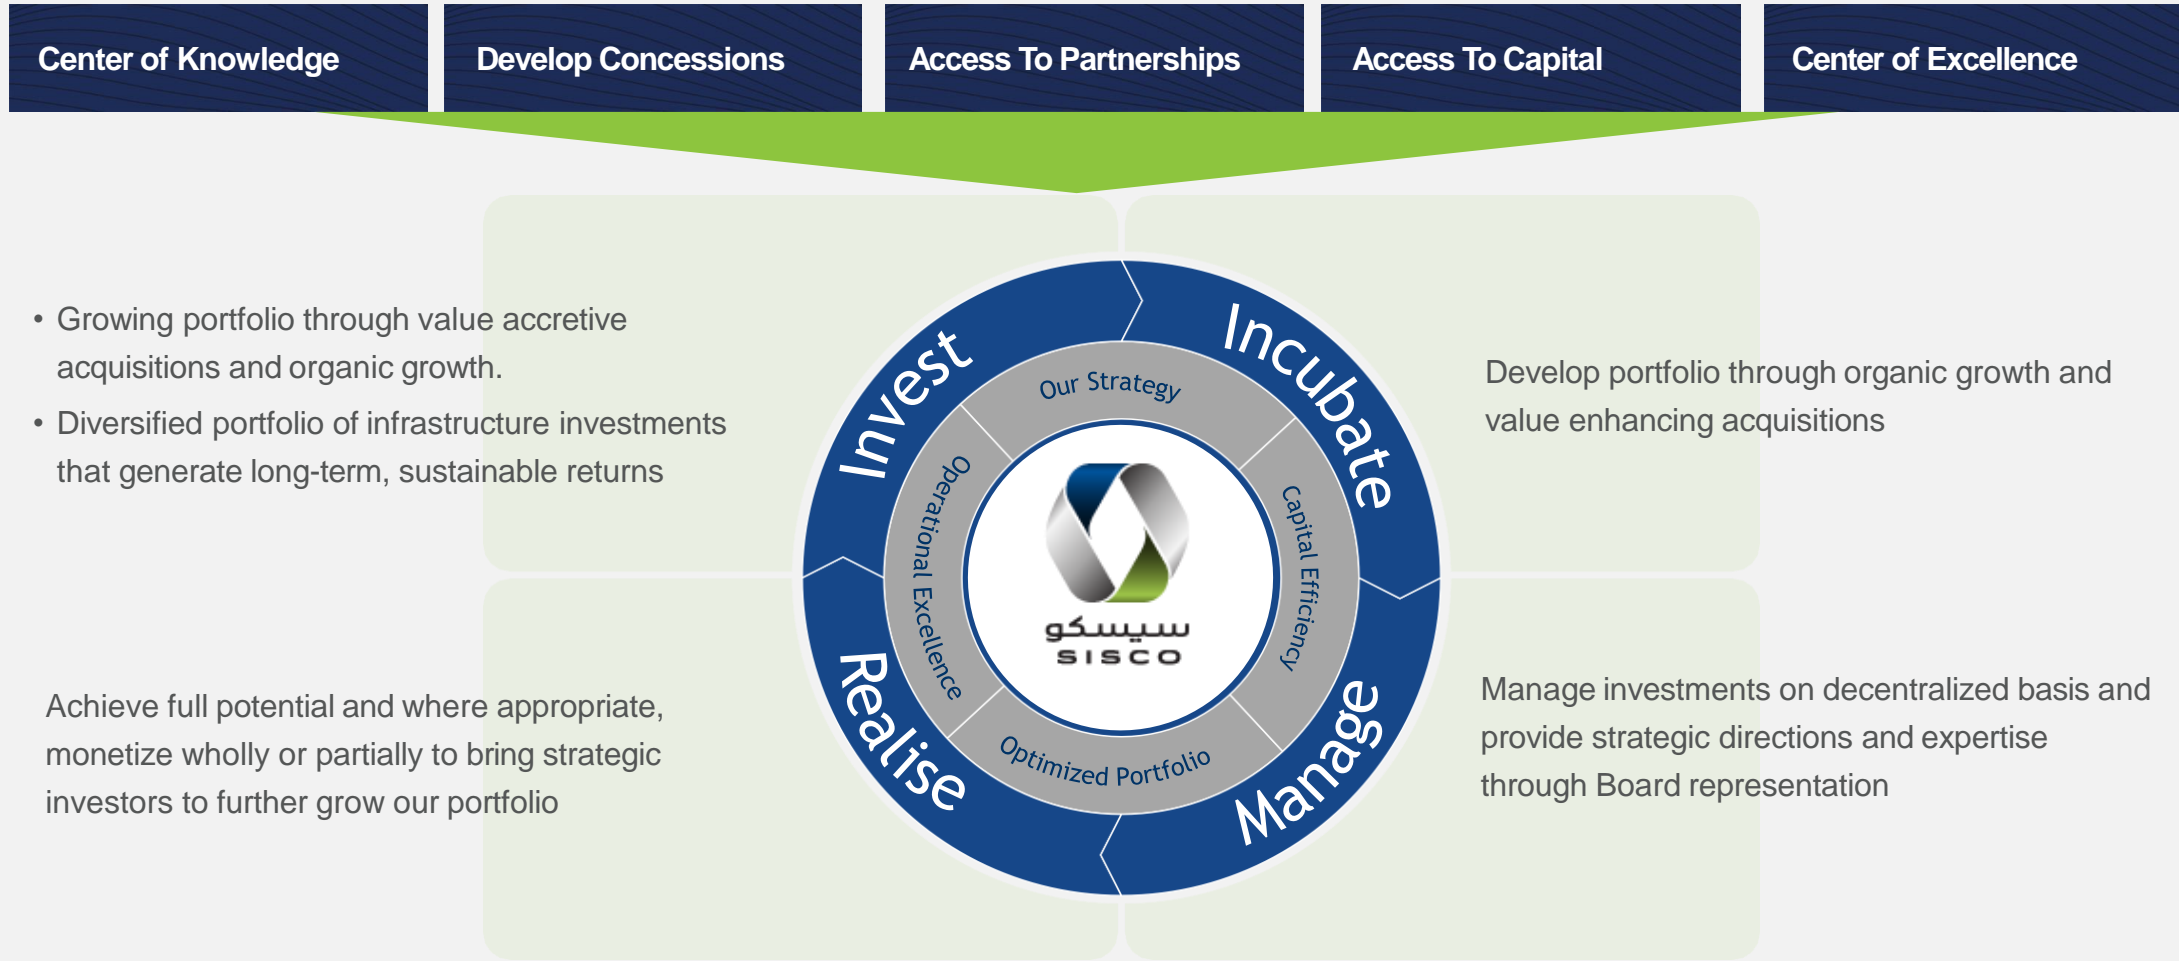 Center of Knowledge
Develop Concessions
Access To Partnerships
Access To Capital
Center of Excellence
• Growing portfolio through value accretive
acquisitions and organic growth.
• Diversified portfolio of infrastructure investments
that generate long-term, sustainable returns
Invest
Incubate
Develop portfolio through organic growth and
value enhancing acquisitions
Our Strategy
Operational Excellence
Capital Efficiency
سيسكو
SISCO
Optimized Portfolio
Realise
Manage
Achieve full potential and where appropriate,
monetize wholly or partially to bring strategic
investors to further grow our portfolio
Manage investments on decentralized basis and
provide strategic directions and expertise
through Board representation